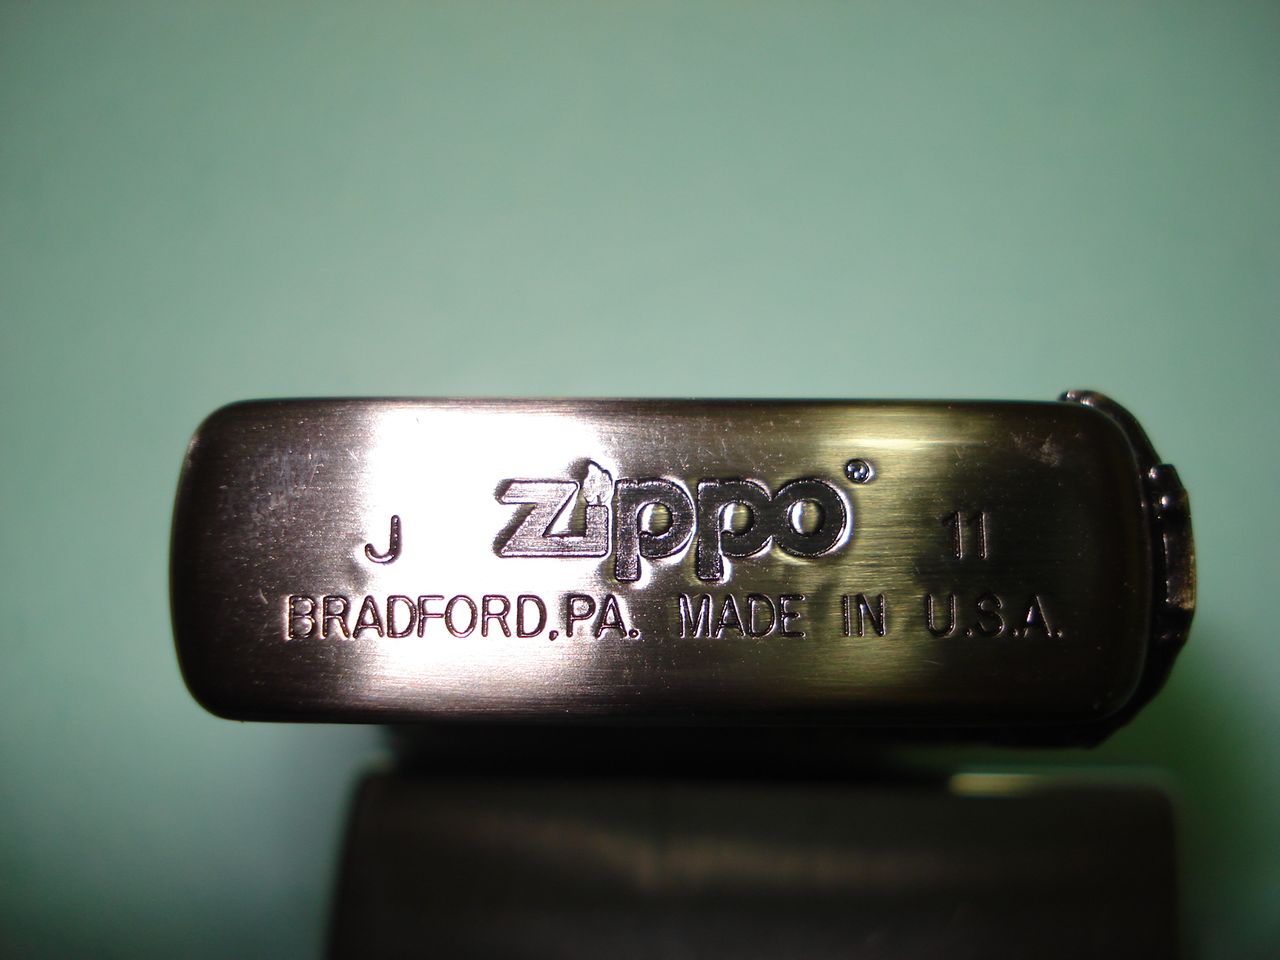 J zippo® 11
BRADFORD,PA. MADE IN U.S.A.